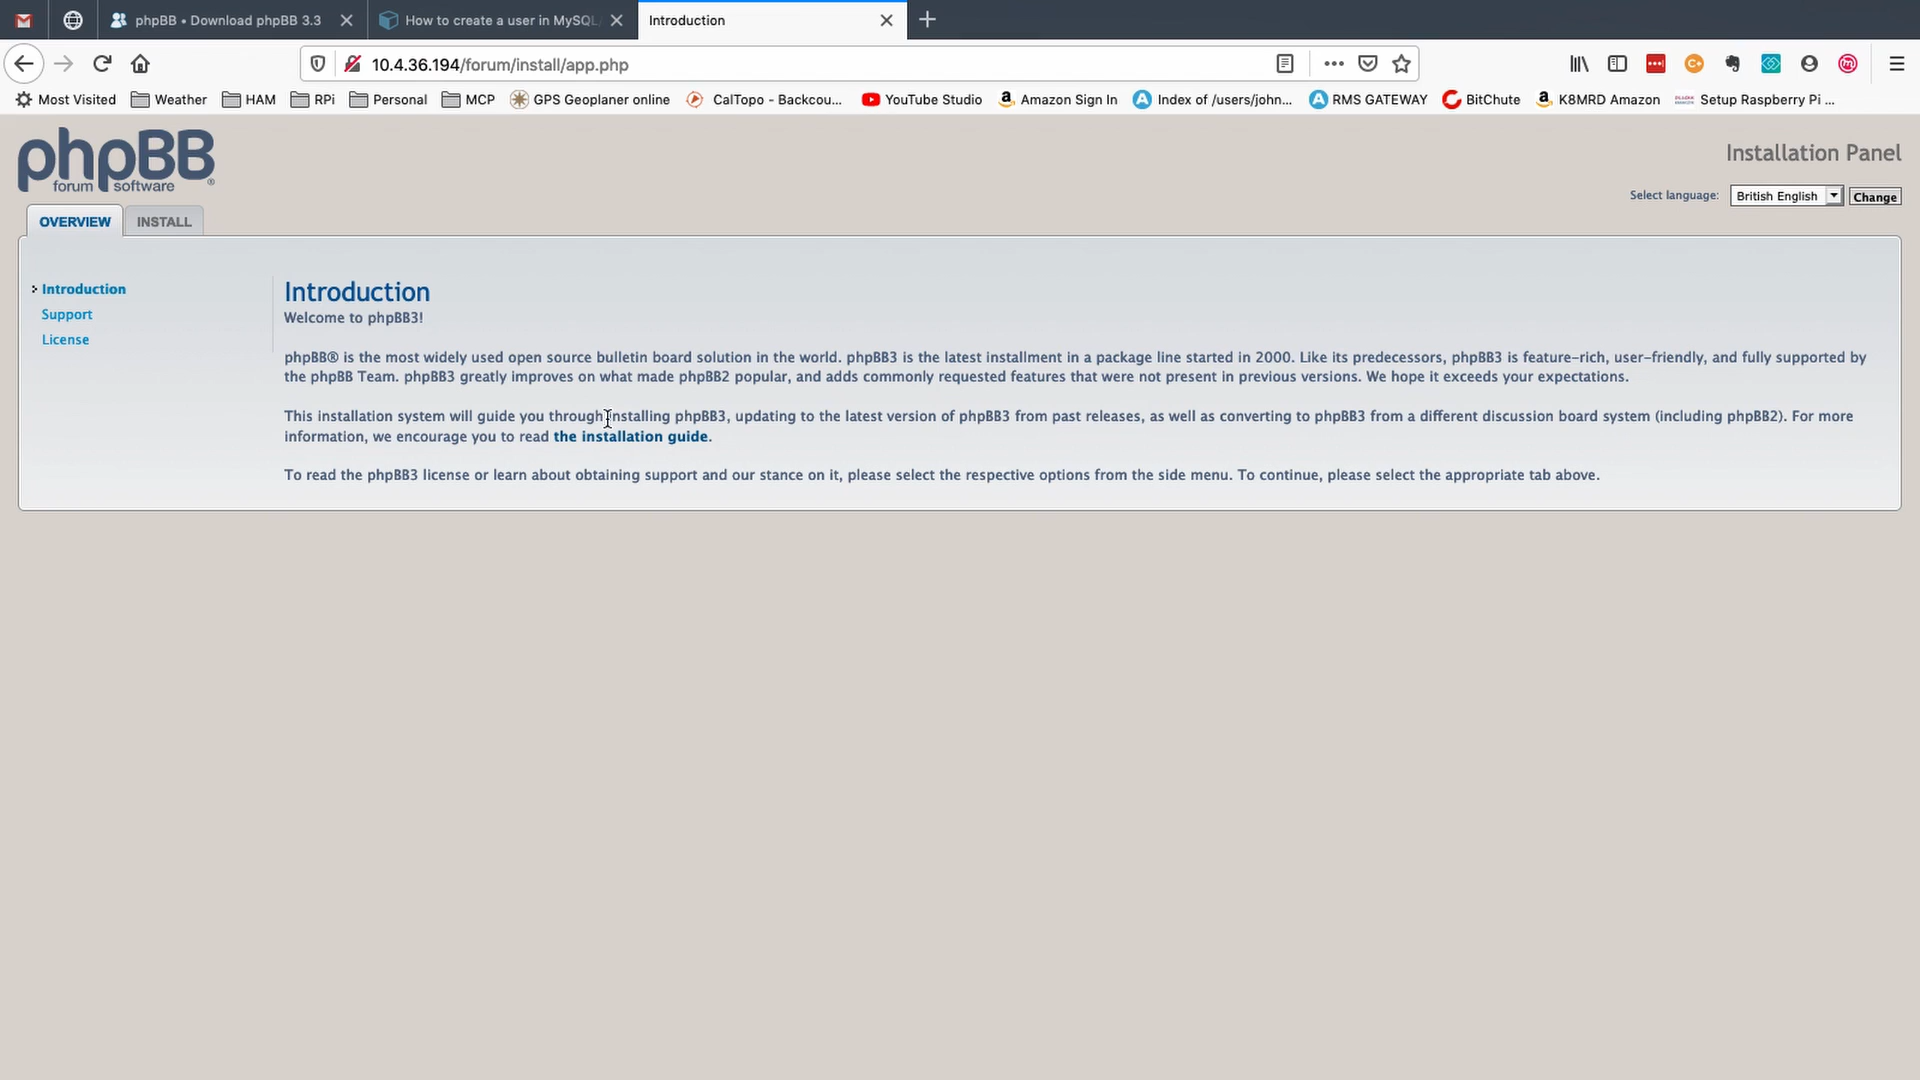 phpBB • Download phpBB 3.3
How to create a user in MySQL
Introduction
10.4.36.194/forum/install/app.php
Most Visited
Weather
HAM
RPi
Personal
MCP
GPS Geoplaner online
CalTopo - Backcou...
YouTube Studio
Amazon Sign In
Index of /users/john...
RMS GATEWAY
BitChute
K8MRD Amazon
Setup Raspberry Pi ...
phpBB
forum software
Installation Panel
Select language: British English Change
OVERVIEW INSTALL
Introduction
Support
License
Introduction
Welcome to phpBB3!
phpBB® is the most widely used open source bulletin board solution in the world. phpBB3 is the latest installment in a package line started in 2000. Like its predecessors, phpBB3 is feature-rich, user-friendly, and fully supported by
the phpBB Team. phpBB3 greatly improves on what made phpBB2 popular, and adds commonly requested features that were not present in previous versions. We hope it exceeds your expectations.
This installation system will guide you through installing phpBB3, updating to the latest version of phpBB3 from past releases, as well as converting to phpBB3 from a different discussion board system (including phpBB2). For more
information, we encourage you to read the installation guide.
To read the phpBB3 license or learn about obtaining support and our stance on it, please select the respective options from the side menu. To continue, please select the appropriate tab above.